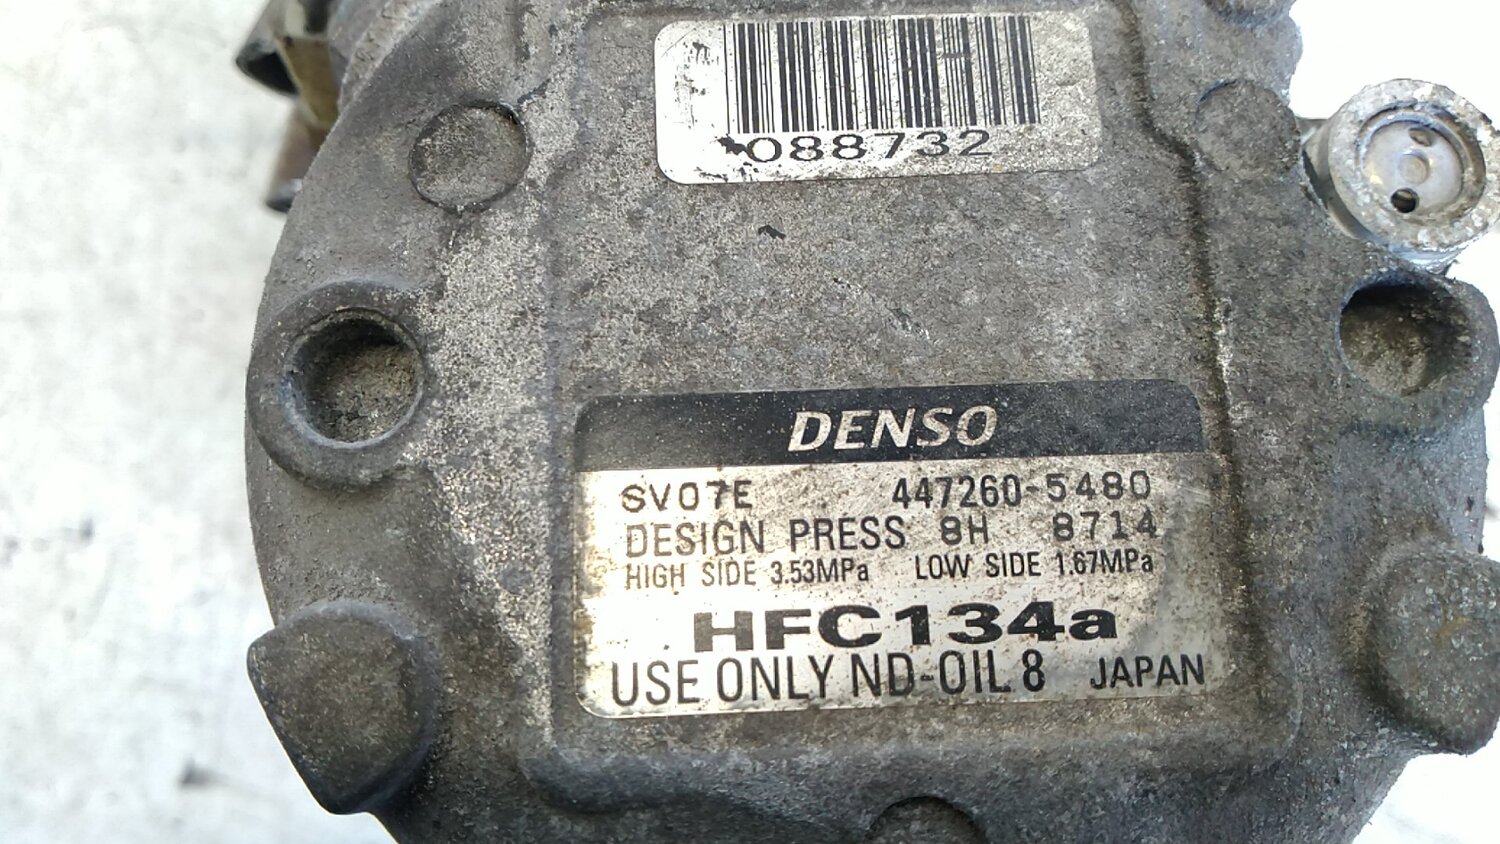 088732
DENSO
SV07E 447260-5480
DESIGN PRESS 8H 8714
HIGH SIDE 3.53MPa LOW SIDE 1.67MPa
HFC134a
USE ONLY ND-OIL 8 JAPAN